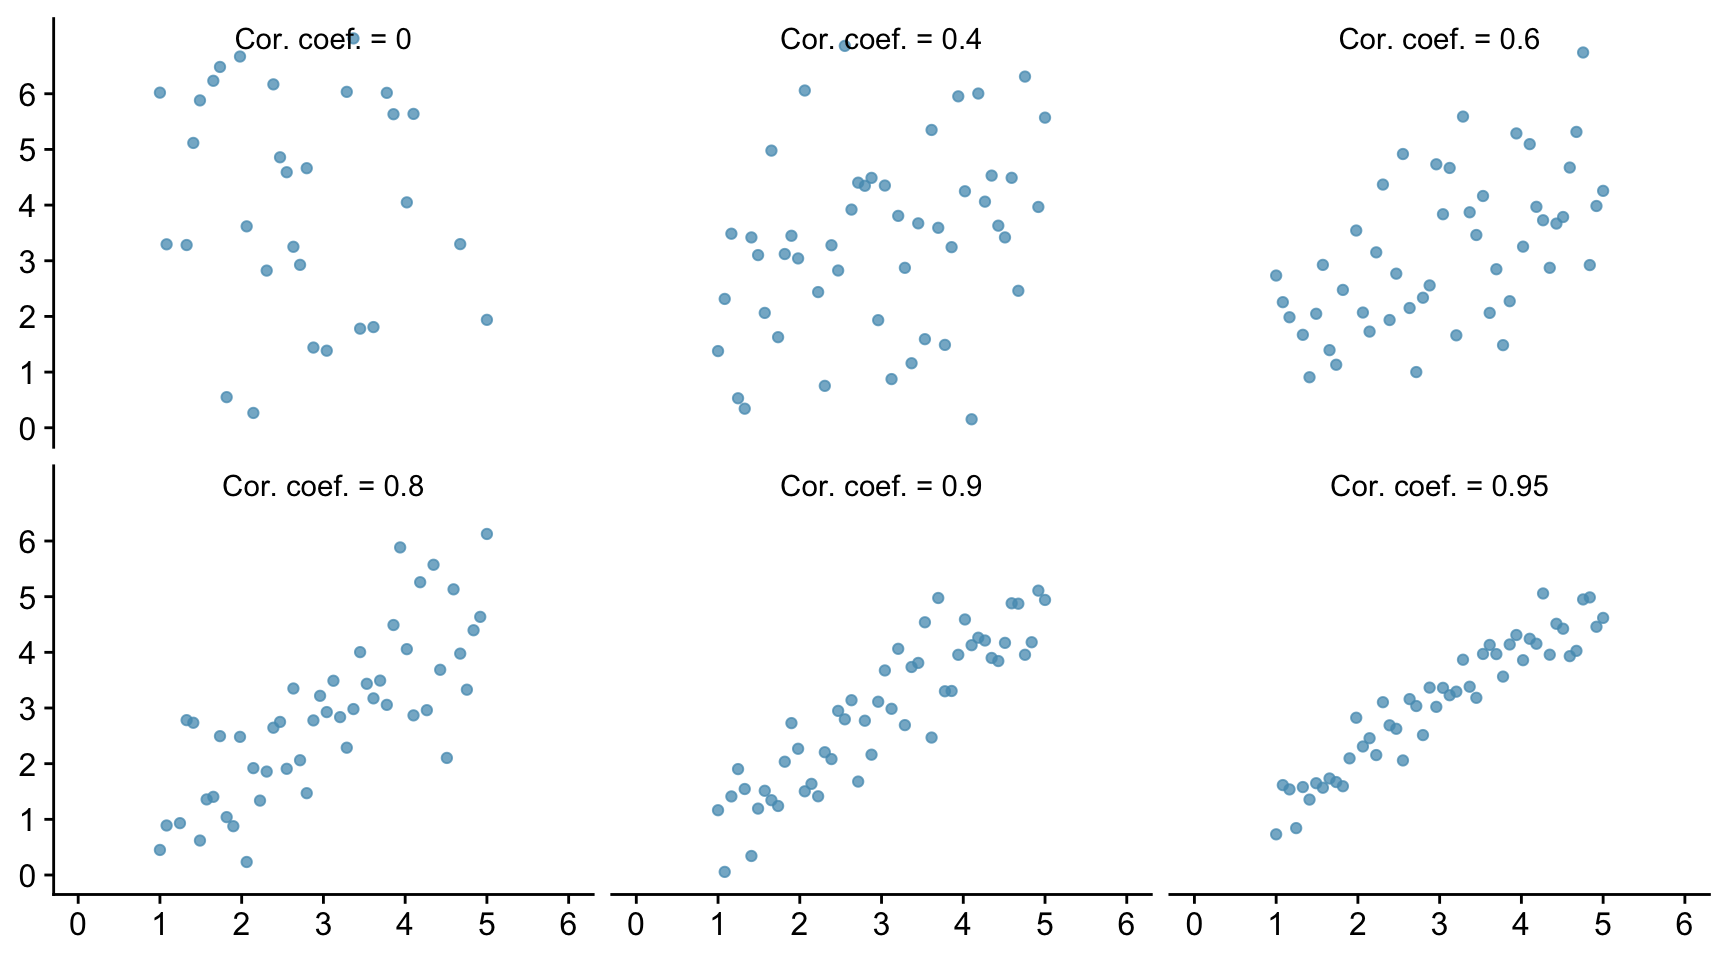 Cor. coef. = 0
Cor. coef. = 0.4
Cor. coef. = 0.6
6
5
4
3
2
1
0
Cor. coef. = 0.8
Cor. coef. = 0.9
Cor. coef. = 0.95
6
5
4
3
2
1
0
0 1 2 3 4 5 6
0 1 2 3 4 5 6
0 1 2 3 4 5 6